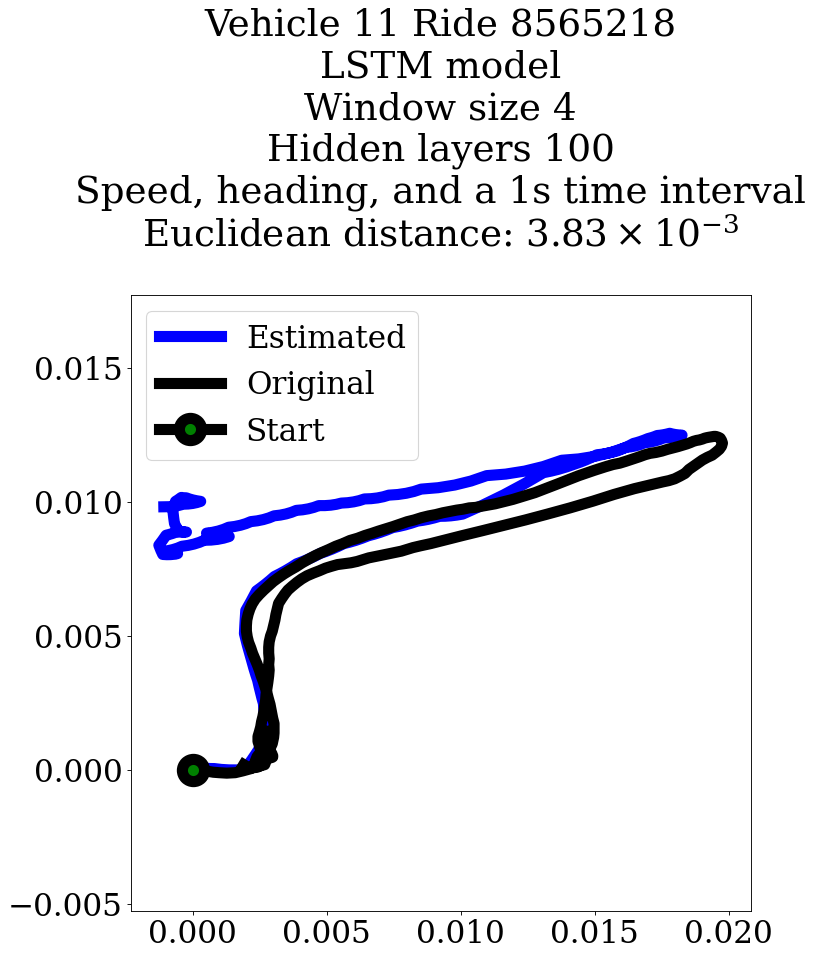 Vehicle 11 Ride 8565218
LSTM model
Window size 4
Hidden layers 100
Speed, heading, and a 1s time interval
Euclidean distance: 3.83 × 10⁻³
Estimated
Original
Start
0.015
0.010
0.005
0.000
−0.005
0.000 0.005 0.010 0.015 0.020